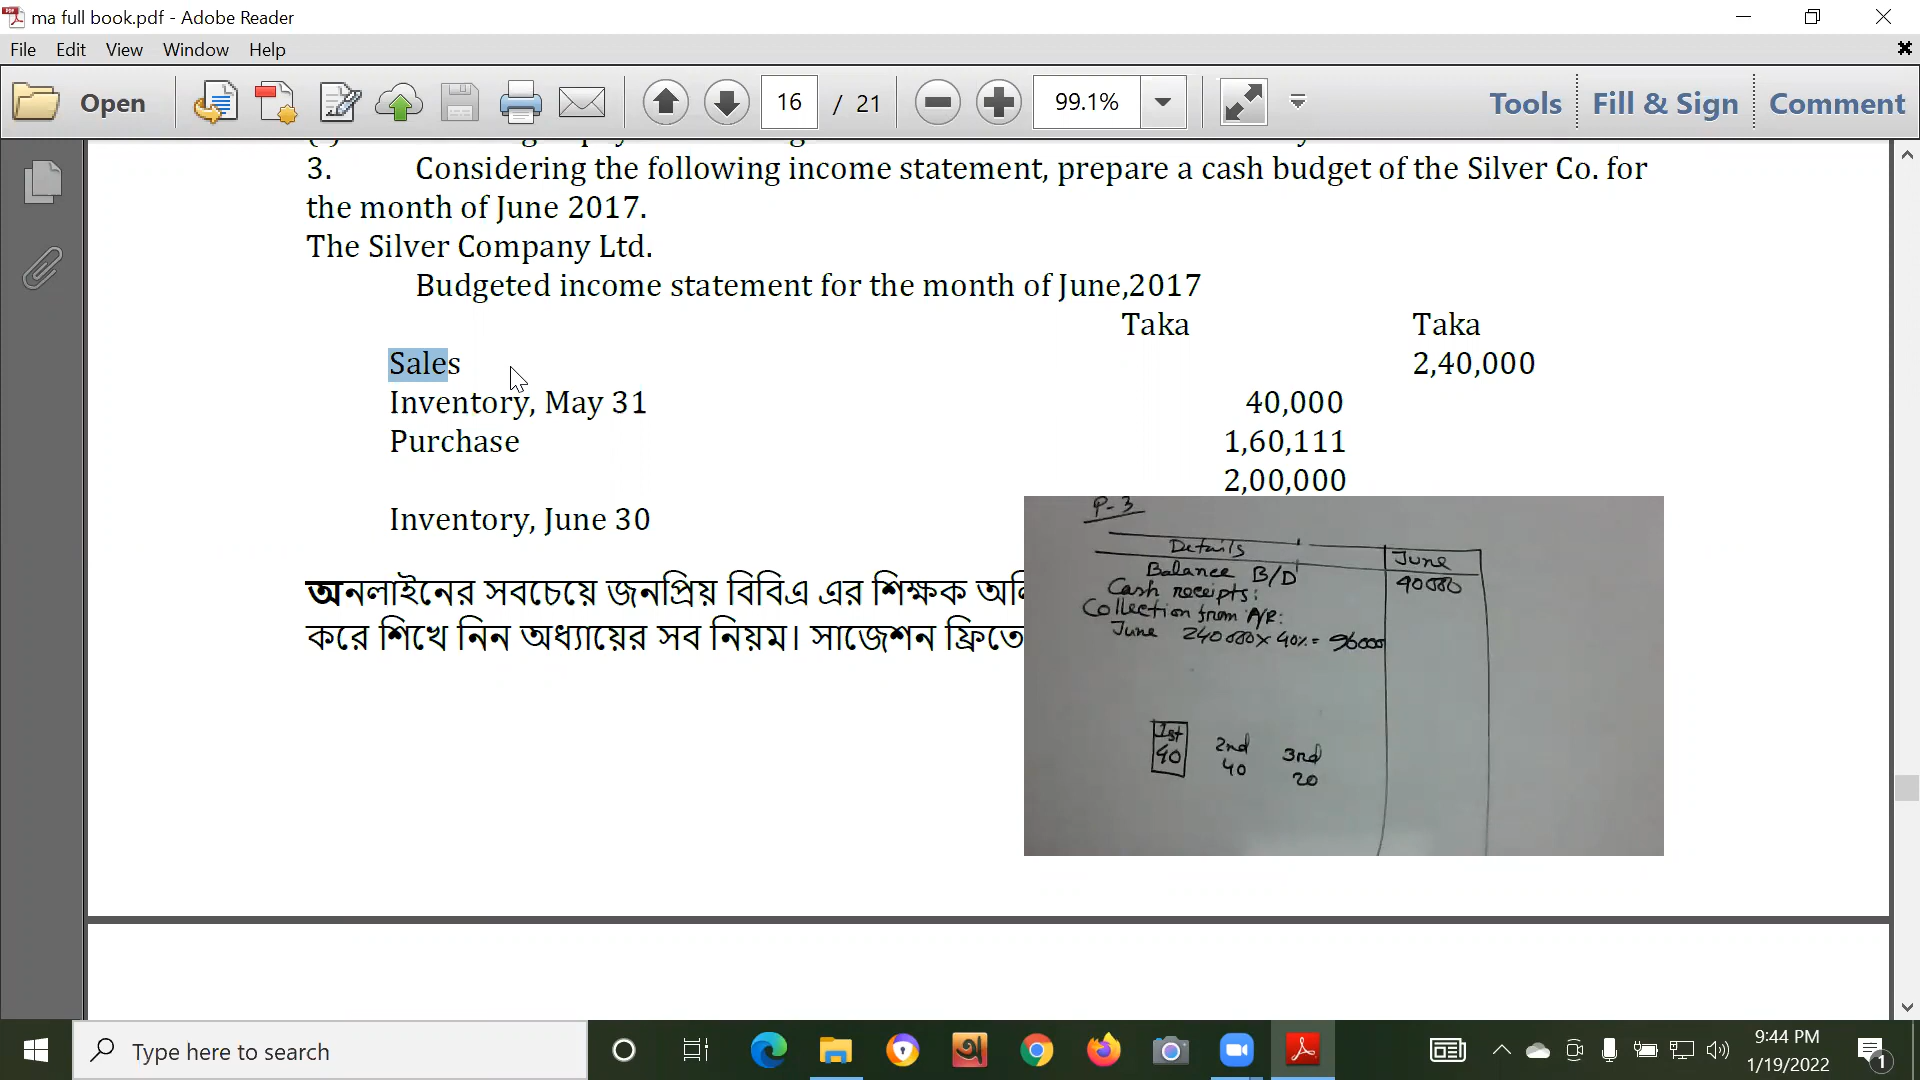 ma full book.pdf - Adobe Reader
File Edit View Window Help
Open 16 / 21 99.1% Tools Fill & Sign Comment
3. Considering the following income statement, prepare a cash budget of the Silver Co. for
the month of June 2017.
The Silver Company Ltd.
Budgeted income statement for the month of June,2017
Taka Taka
Sales 2,40,000
Inventory, May 31 40,000
Purchase 1,60,111
2,00,000
Inventory, June 30
P-3
Details June
Balance B/D 40000
Cash receipts:
Collection from A/R:
June 240000 x 40% = 96000
অনলাইনের সবচেয়ে জনপ্রিয় বিবিএ এর শিক্ষক
করে শিখে নিন অধ্যায়ের সব নিয়ম। সাজেশন ফ্রিতে
1st 2nd 3rd
40 40 20
Type here to search
9:44 PM
1/19/2022
1